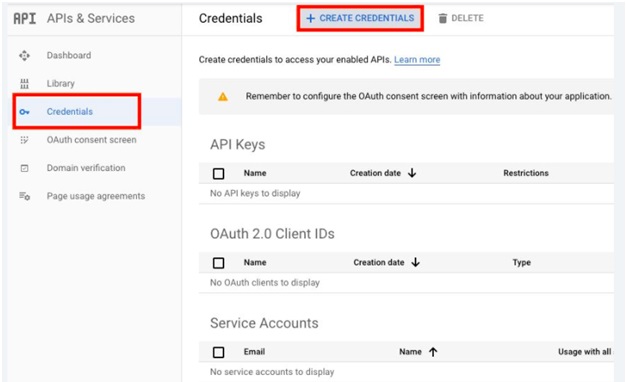 API APIs & Services
Credentials
+ CREATE CREDENTIALS
DELETE
Dashboard
Library
Credentials
OAuth consent screen
Domain verification
Page usage agreements
Create credentials to access your enabled APIs. Learn more
Remember to configure the OAuth consent screen with information about your application.
API Keys
Name Creation date Restrictions
No API keys to display
OAuth 2.0 Client IDs
Name Creation date Type
No OAuth clients to display
Service Accounts
Email Name Usage with all
No service accounts to display